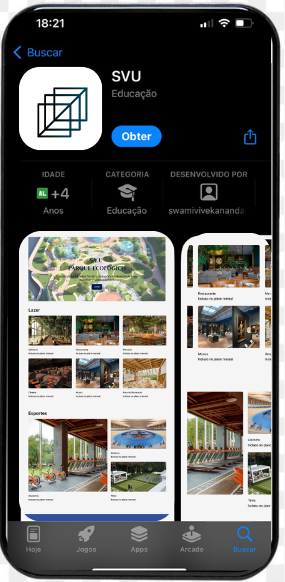 18:21
Buscar
SVU
Educação
Obter
IDADE
CATEGORIA
DESENVOLVIDO POR
AL +4
Anos
Educação
swamivivekananda
SVU
PARQUE ECOLÓGICO
Lazer
Restaurante
Museu
Esportes
Hoje
Jogos
Apps
Arcade
Buscar